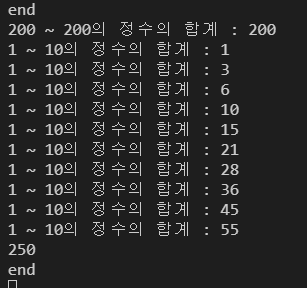 end
200 ~ 200의 정수의 합계 : 200
1 ~ 10의 정수의 합계 : 1
1 ~ 10의 정수의 합계 : 3
1 ~ 10의 정수의 합계 : 6
1 ~ 10의 정수의 합계 : 10
1 ~ 10의 정수의 합계 : 15
1 ~ 10의 정수의 합계 : 21
1 ~ 10의 정수의 합계 : 28
1 ~ 10의 정수의 합계 : 36
1 ~ 10의 정수의 합계 : 45
1 ~ 10의 정수의 합계 : 55
250
end